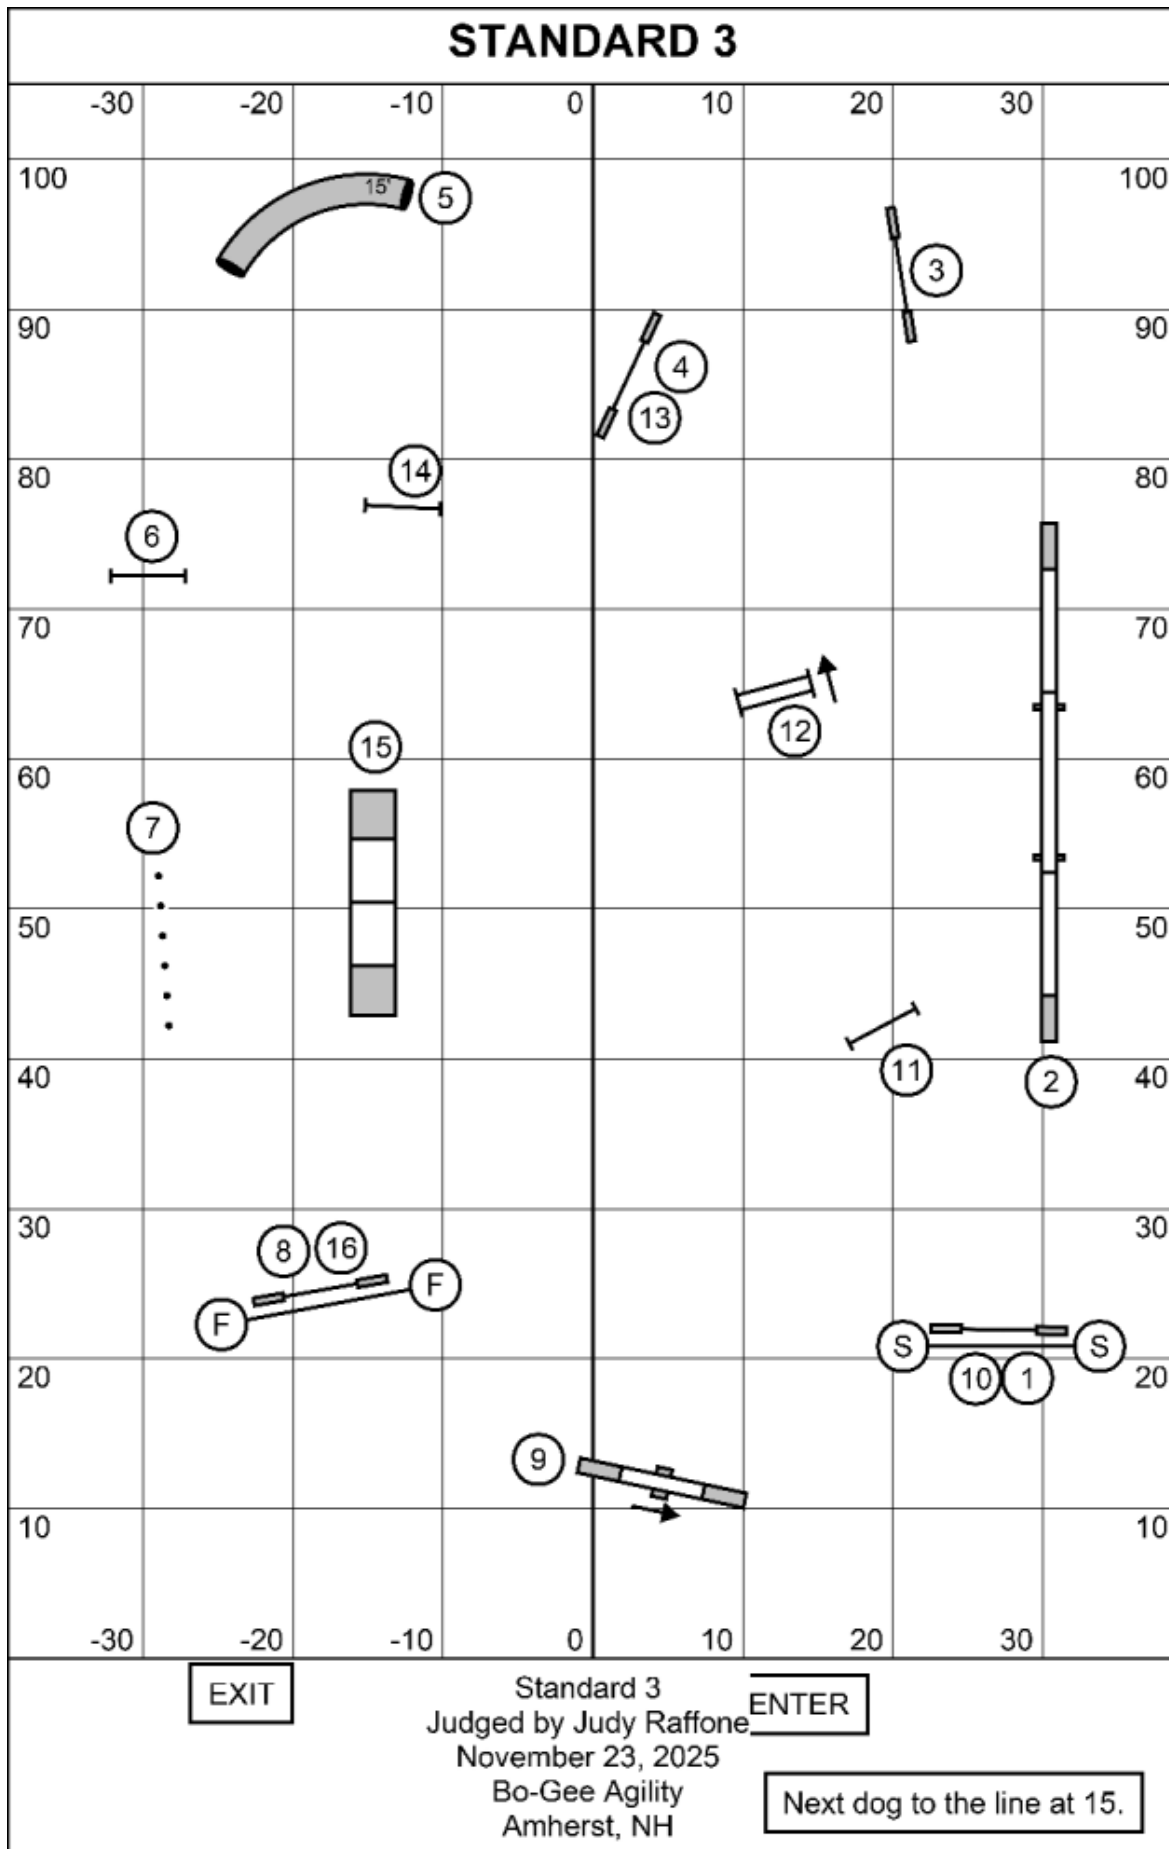 STANDARD 3
-30 -20 -10 0 10 20 30
100 100
15'
5
3
90 90
4
13
80 80
14
6
70 70
12
15
60 60
7
50 50
11
40 2 40
30 30
8 16
F F
S S
20 10 1 20
9
10 10
-30 -20 -10 0 10 20 30
EXIT
ENTER
Standard 3
Judged by Judy Raffone
November 23, 2025
Bo-Gee Agility
Amherst, NH
Next dog to the line at 15.